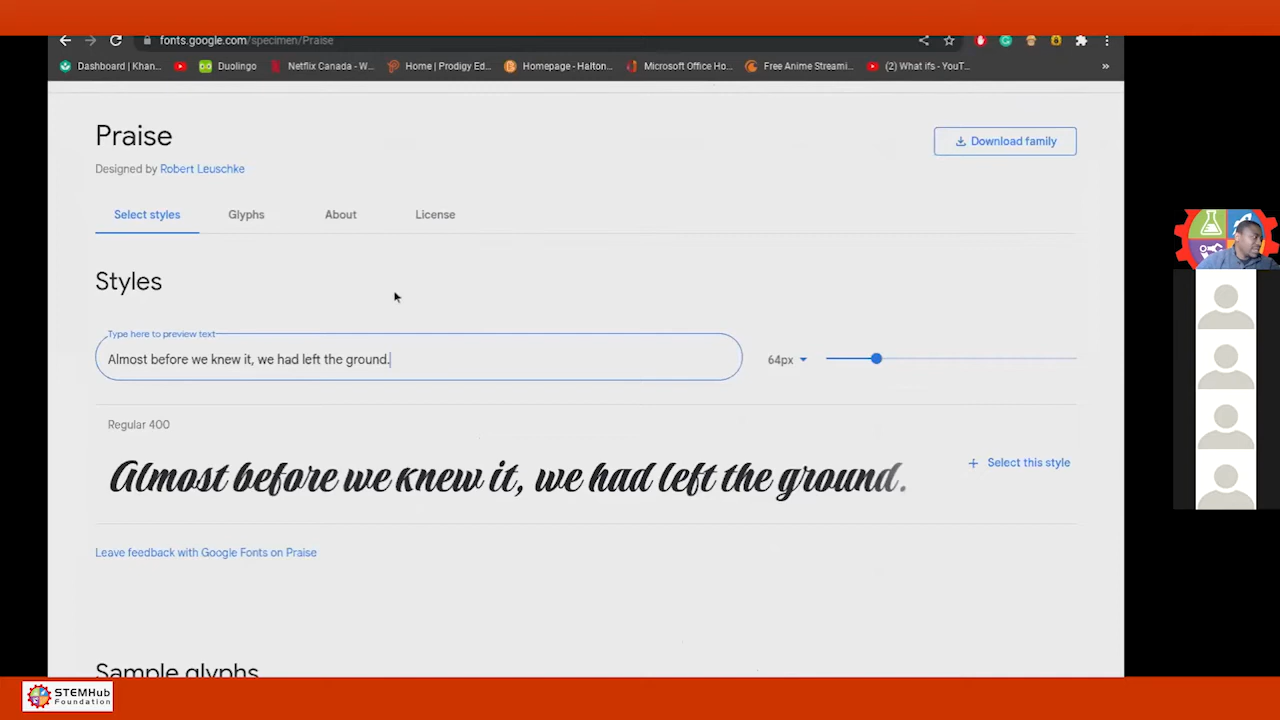 fonts.google.com/specimen/Praise
Dashboard | Khan... Duolingo Netflix Canada - W... Home | Prodigy Ed... Homepage - Halton... Microsoft Office Ho... Free Anime Streami... (2) What ifs - YouT... »
Praise
Download family
Designed by Robert Leuschke
Select styles Glyphs About License
Styles
Type here to preview text
Almost before we knew it, we had left the ground.
64px
Regular 400
Almost before we knew it, we had left the ground.
+ Select this style
Leave feedback with Google Fonts on Praise
Sample glyphs
STEMHub
Foundation